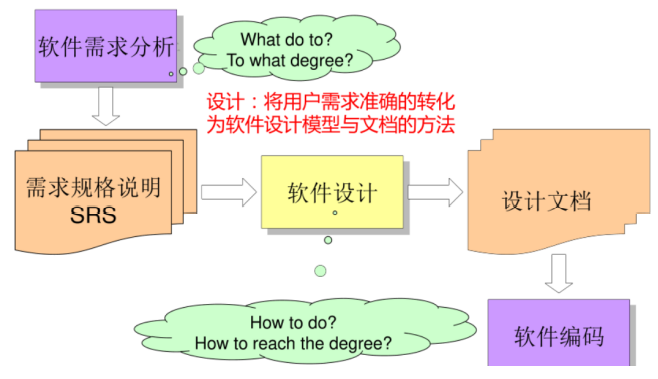 软件需求分析
What do to?
To what degree?
设计：将用户需求准确的转化
为软件设计模型与文档的方法
需求规格说明
SRS
软件设计
设计文档
How to do?
How to reach the degree?
软件编码